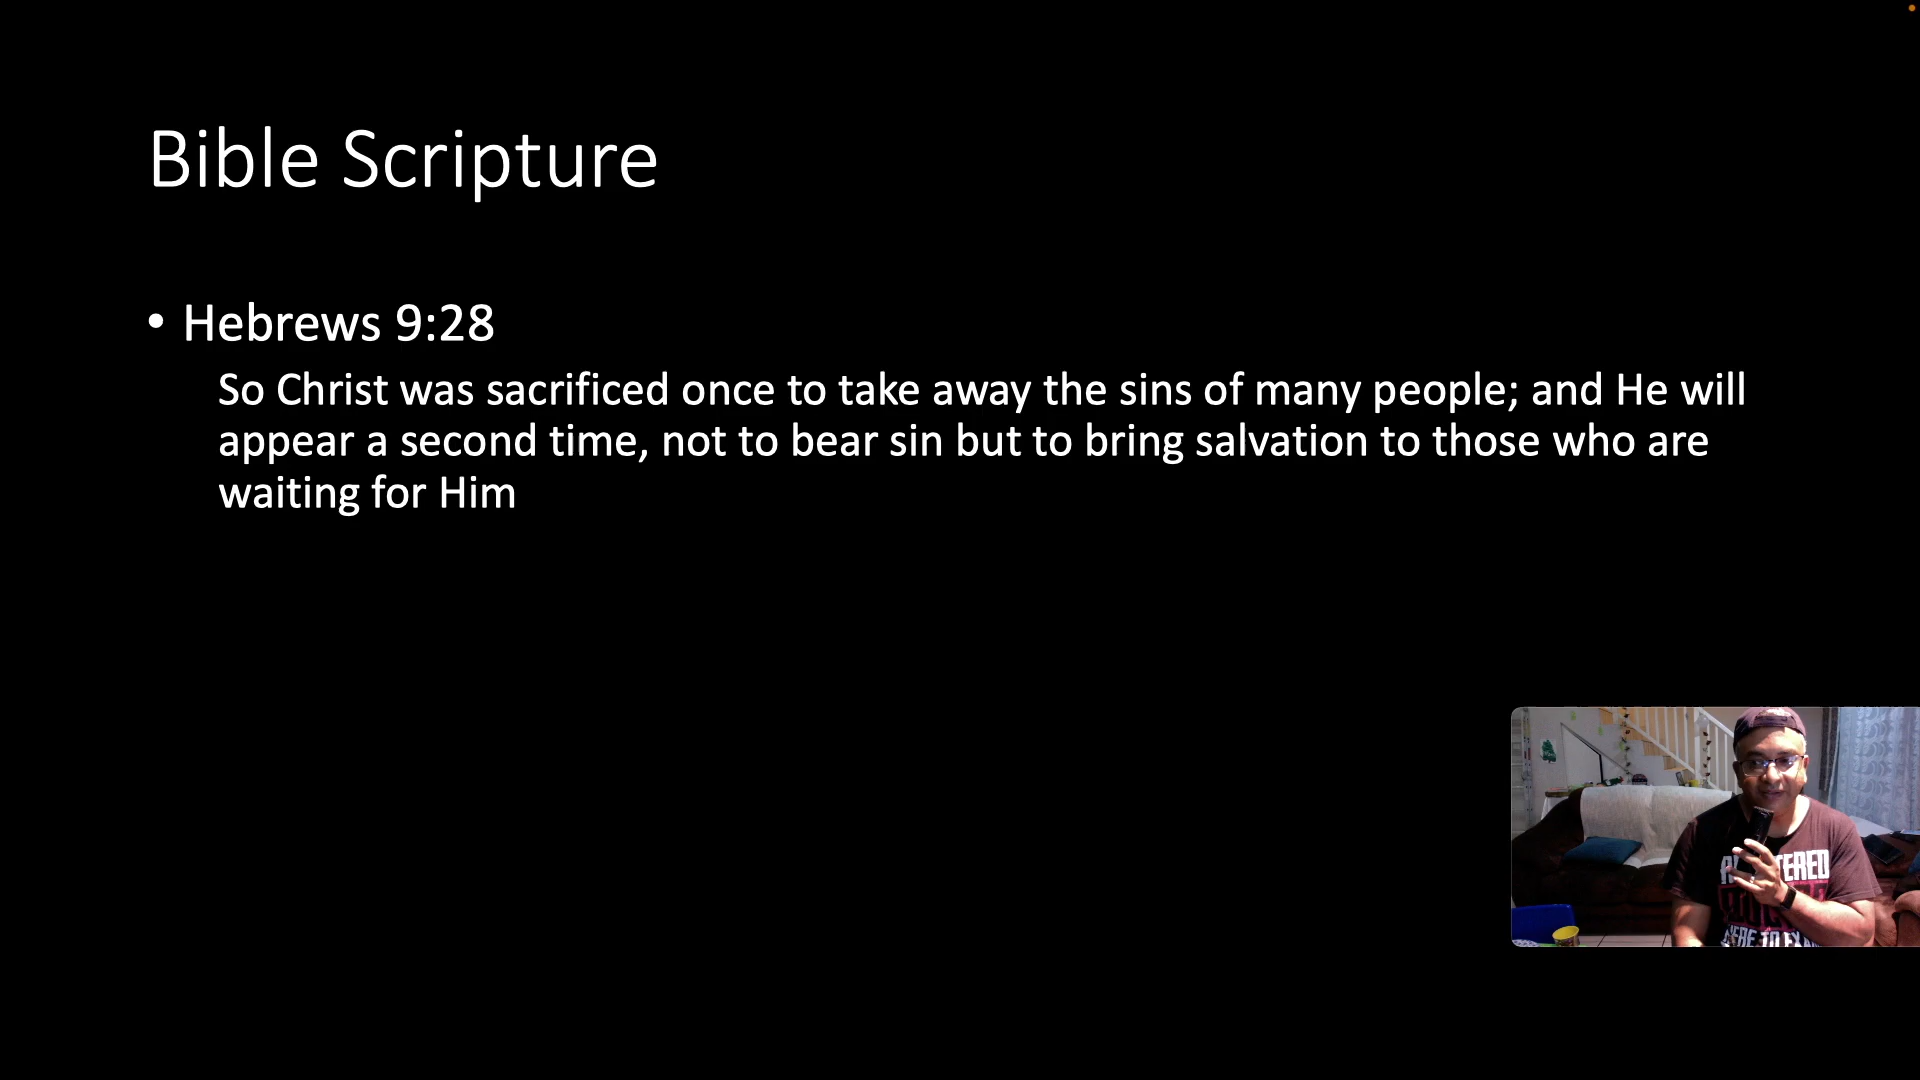 Bible Scripture
• Hebrews 9:28
So Christ was sacrificed once to take away the sins of many people; and He will
appear a second time, not to bear sin but to bring salvation to those who are
waiting for Him